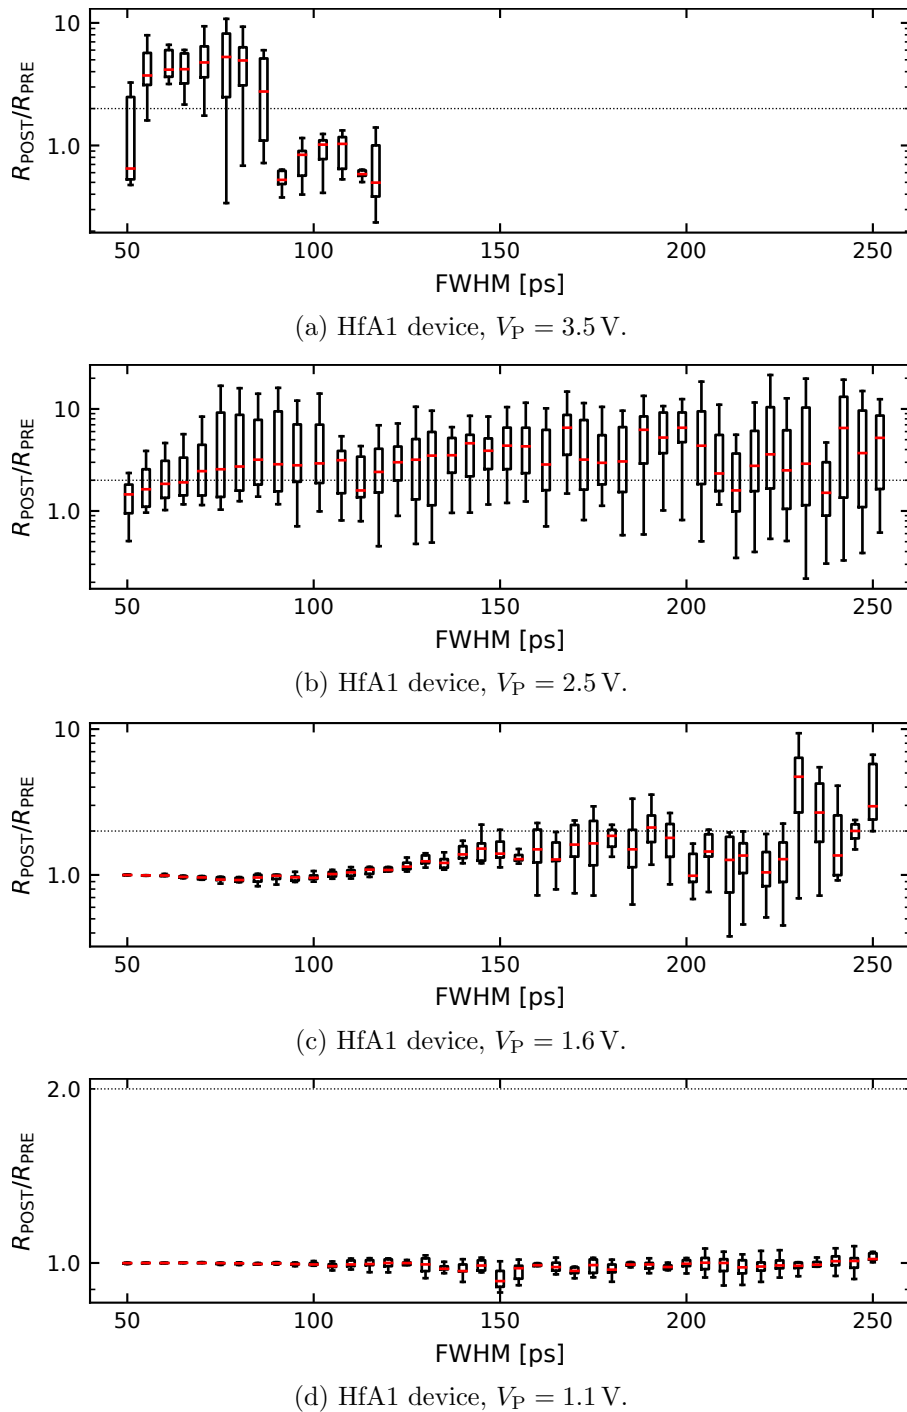 10
1.0
R_POST/R_PRE
50 100 150 200 250
FWHM [ps]
(a) HfA1 device, V_P = 3.5 V.
10
1.0
R_POST/R_PRE
50 100 150 200 250
FWHM [ps]
(b) HfA1 device, V_P = 2.5 V.
10
1.0
R_POST/R_PRE
50 100 150 200 250
FWHM [ps]
(c) HfA1 device, V_P = 1.6 V.
2.0
1.0
R_POST/R_PRE
50 100 150 200 250
FWHM [ps]
(d) HfA1 device, V_P = 1.1 V.